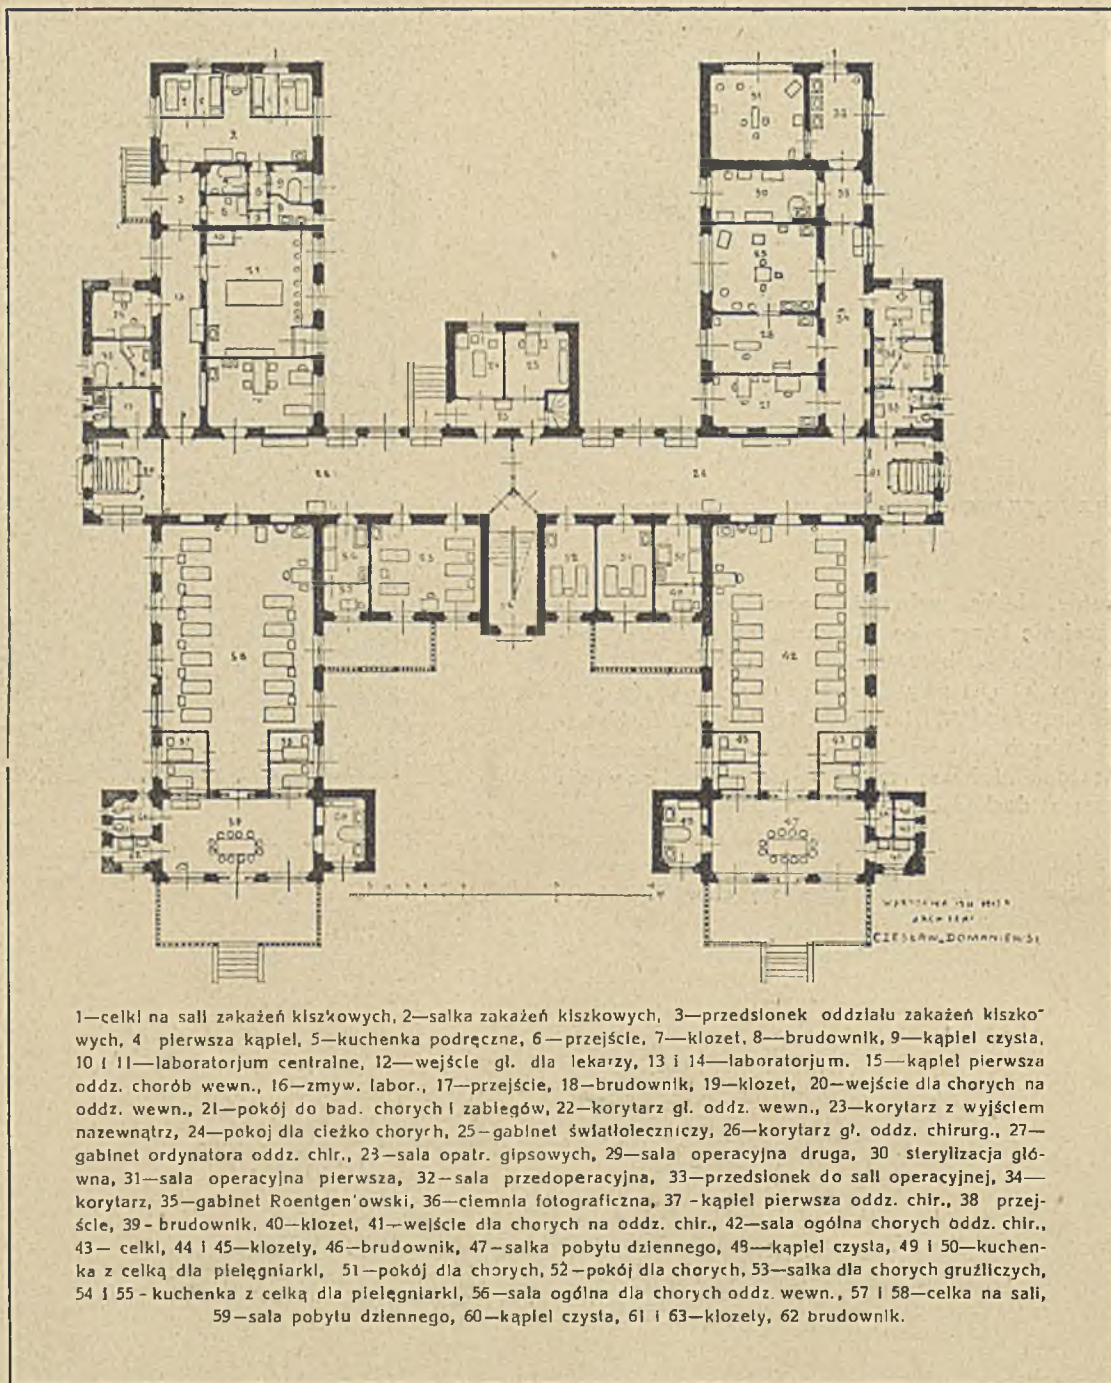 WARSZAWA
ARCHITEKT
CZESŁAW DOMANIEWSKI
1—celki na sali zakażeń kiszkowych, 2—salka zakażeń kiszkowych, 3—przedsionek oddziału zakażeń kiszko-
wych, 4 pierwsza kąpiel, 5—kuchenka podręczna, 6—przejście, 7—klozet, 8—brudownik, 9—kąpiel czysta,
10 i 11—laboratorjum centralne, 12—wejście gł. dla lekarzy, 13 i 14—laboratorjum. 15—kąpiel pierwsza
oddz. chorób wewn., 16—zmyw. labor., 17—przejście, 18—brudownik, 19—klozet, 20—wejście dla chorych na
oddz. wewn., 21—pokój do bad. chorych i zabiegów, 22—korytarz gł. oddz. wewn., 23—korytarz z wyjściem
nazewnątrz, 24—pokoj dla cieżko chorych, 25—gabinet światłoleczniczy, 26—korytarz gł. oddz. chirurg., 27—
gabinet ordynatora oddz. chir., 23—sala opatr. gipsowych, 29—sala operacyjna druga, 30 sterylizacja głó-
wna, 31—sala operacyjna pierwsza, 32—sala przedoperacyjna, 33—przedsionek do sali operacyjnej, 34—
korytarz, 35—gabinet Roentgen'owski, 36—ciemnia fotograficzna, 37 -kąpiel pierwsza oddz. chir., 38 przej-
ście, 39-brudownik, 40—klozet, 41—wejście dla chorych na oddz. chir., 42—sala ogólna chorych oddz. chir.,
43— celki, 44 i 45—klozety, 46—brudownik, 47—salka pobytu dziennego, 48—kąpiel czysta, 49 i 50—kuchen-
ka z celką dla pielęgniarki, 51—pokój dla chorych, 52—pokój dla chorych, 53—salka dla chorych gruźliczych,
54 i 55-kuchenka z celką dla pielęgniarki, 56—sala ogólna dla chorych oddz. wewn., 57 i 58—celka na sali,
59—sala pobytu dziennego, 60—kąpiel czysta, 61 i 63—klozety, 62 brudownik.